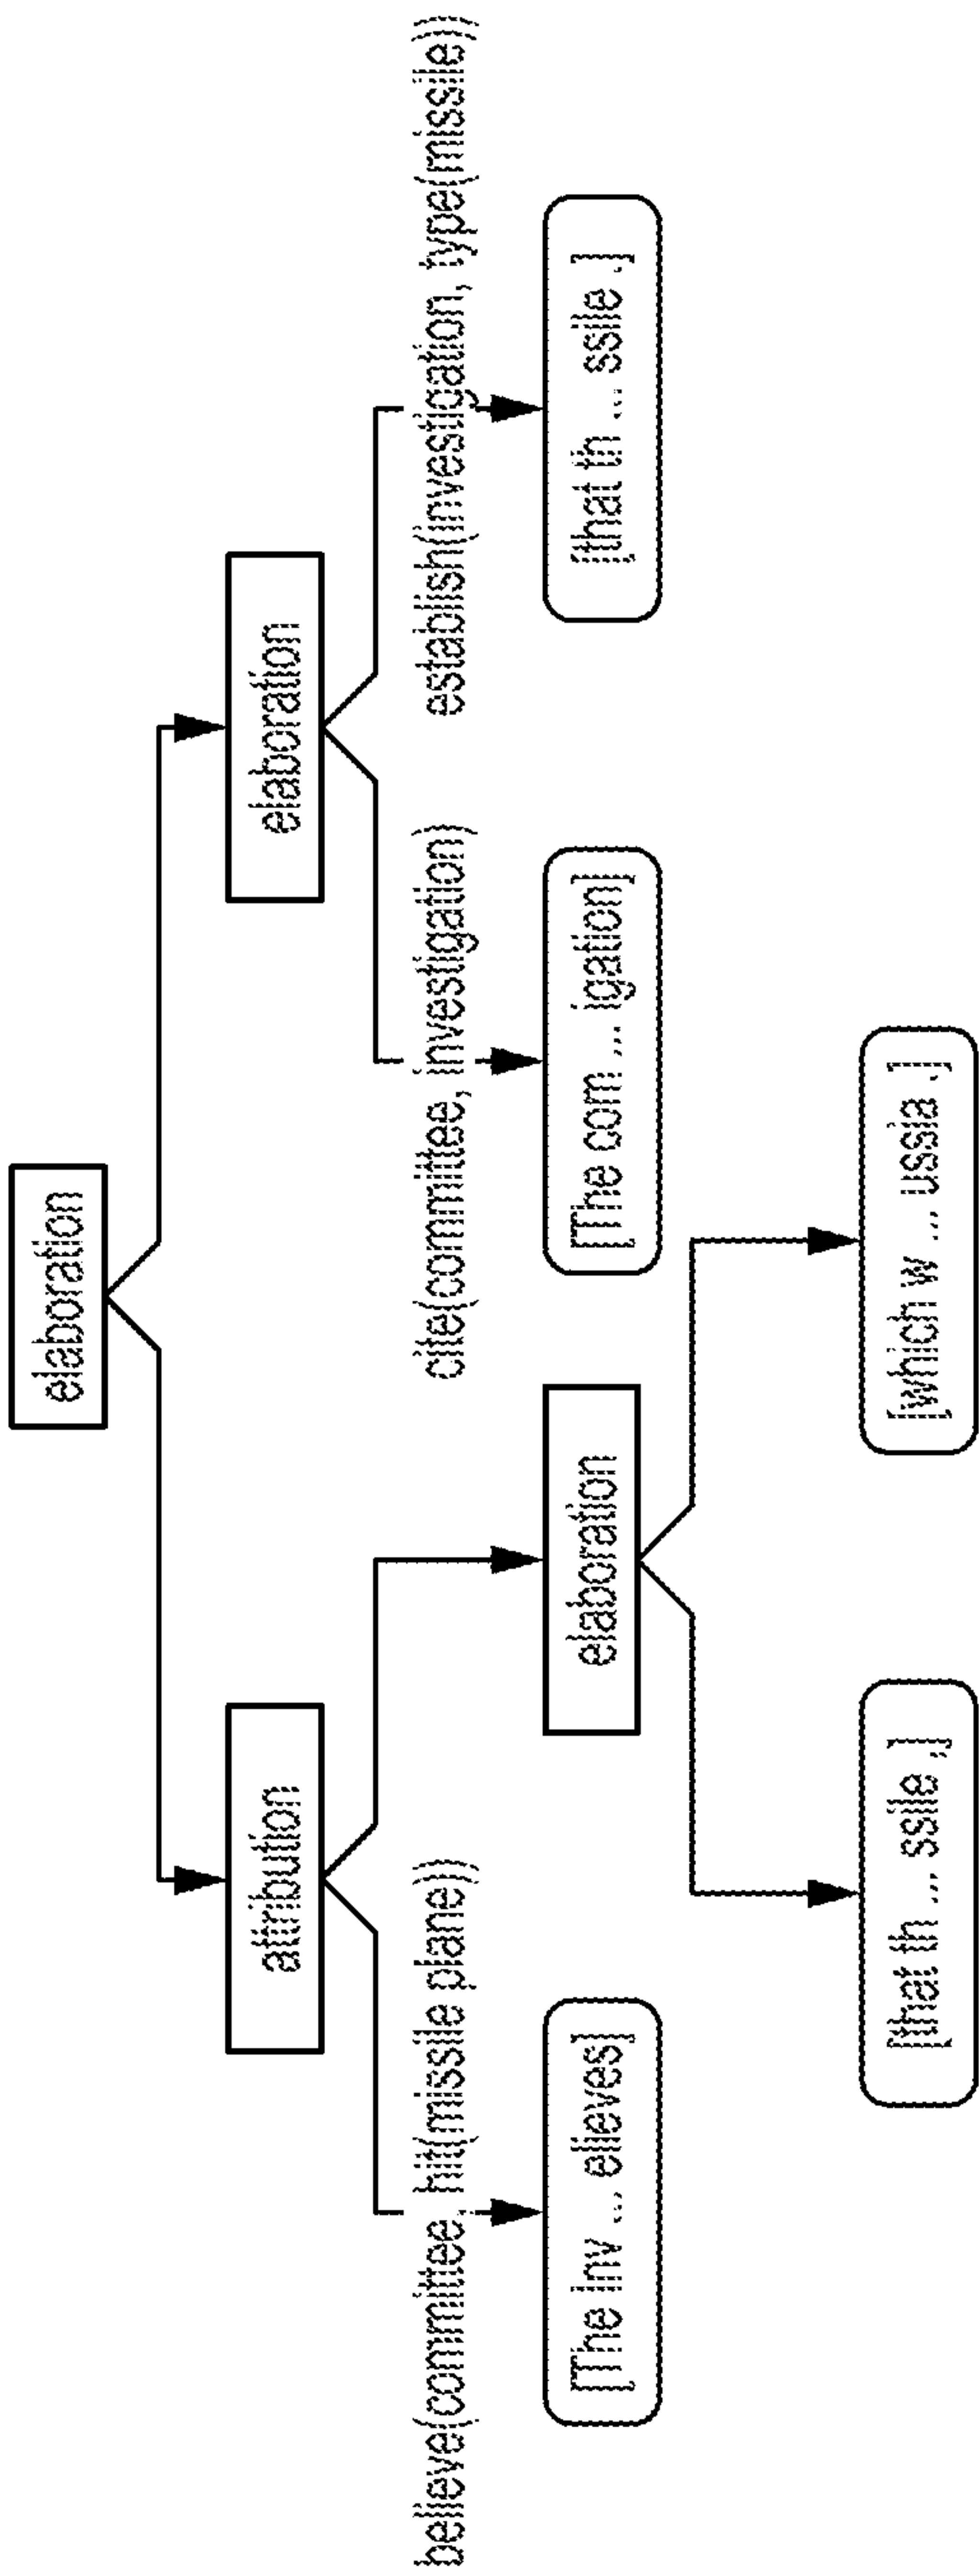 elaboration
attribution
elaboration
believe(committee, hit(missile plane))
cite(committee, investigation)
establish(investigation, type(missile))
[The Inv ... elieves]
elaboration
[The com ... igation]
[that th ... ssile .]
[that th ... ssile ,]
[which w ... ussia .]